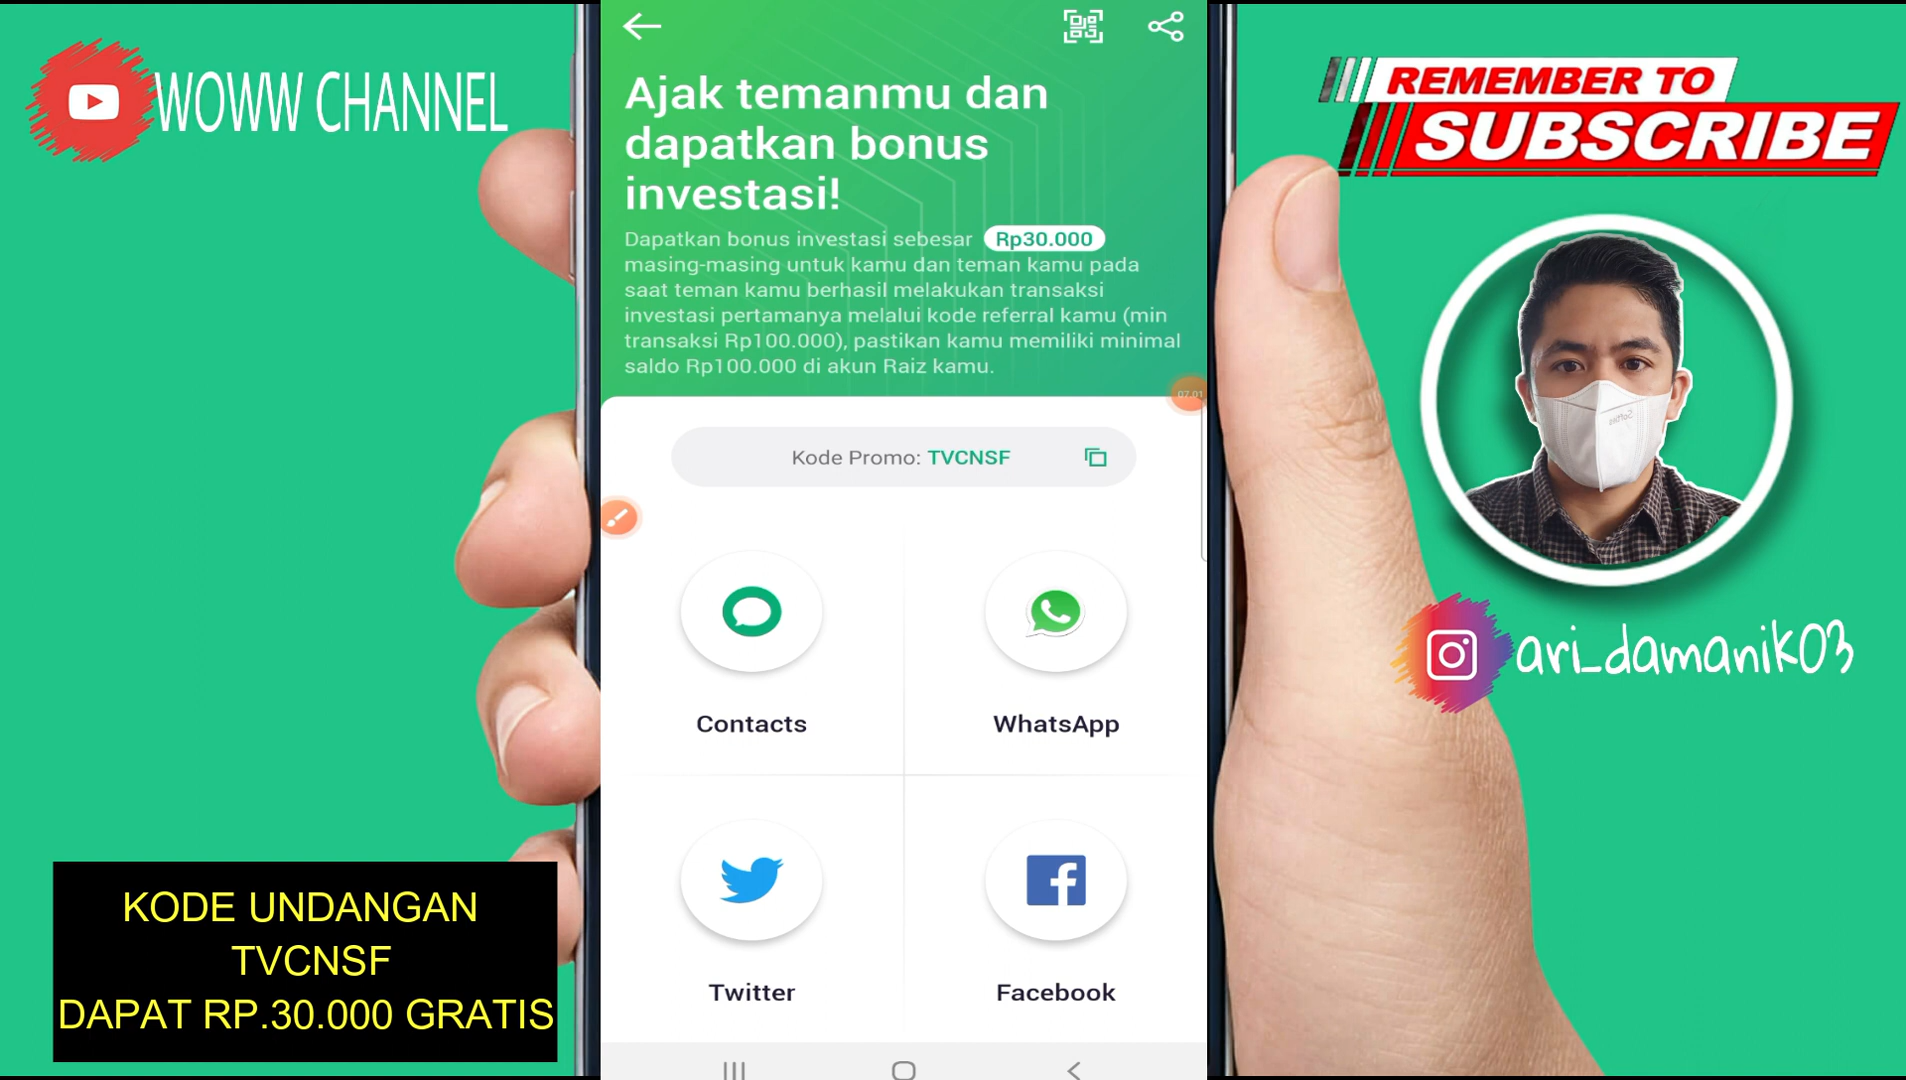 WOWW CHANNEL
Ajak temanmu dan
dapatkan bonus
investasi!
Dapatkan bonus investasi sebesar Rp30.000
masing-masing untuk kamu dan teman kamu pada
saat teman kamu berhasil melakukan transaksi
investasi pertamanya melalui kode referral kamu (min
transaksi Rp100.000), pastikan kamu memiliki minimal
saldo Rp100.000 di akun Raiz kamu.
07.01
Kode Promo: TVCNSF
Contacts
WhatsApp
Twitter
Facebook
REMEMBER TO
SUBSCRIBE
Softies
ari_damanik03
KODE UNDANGAN
TVCNSF
DAPAT RP.30.000 GRATIS